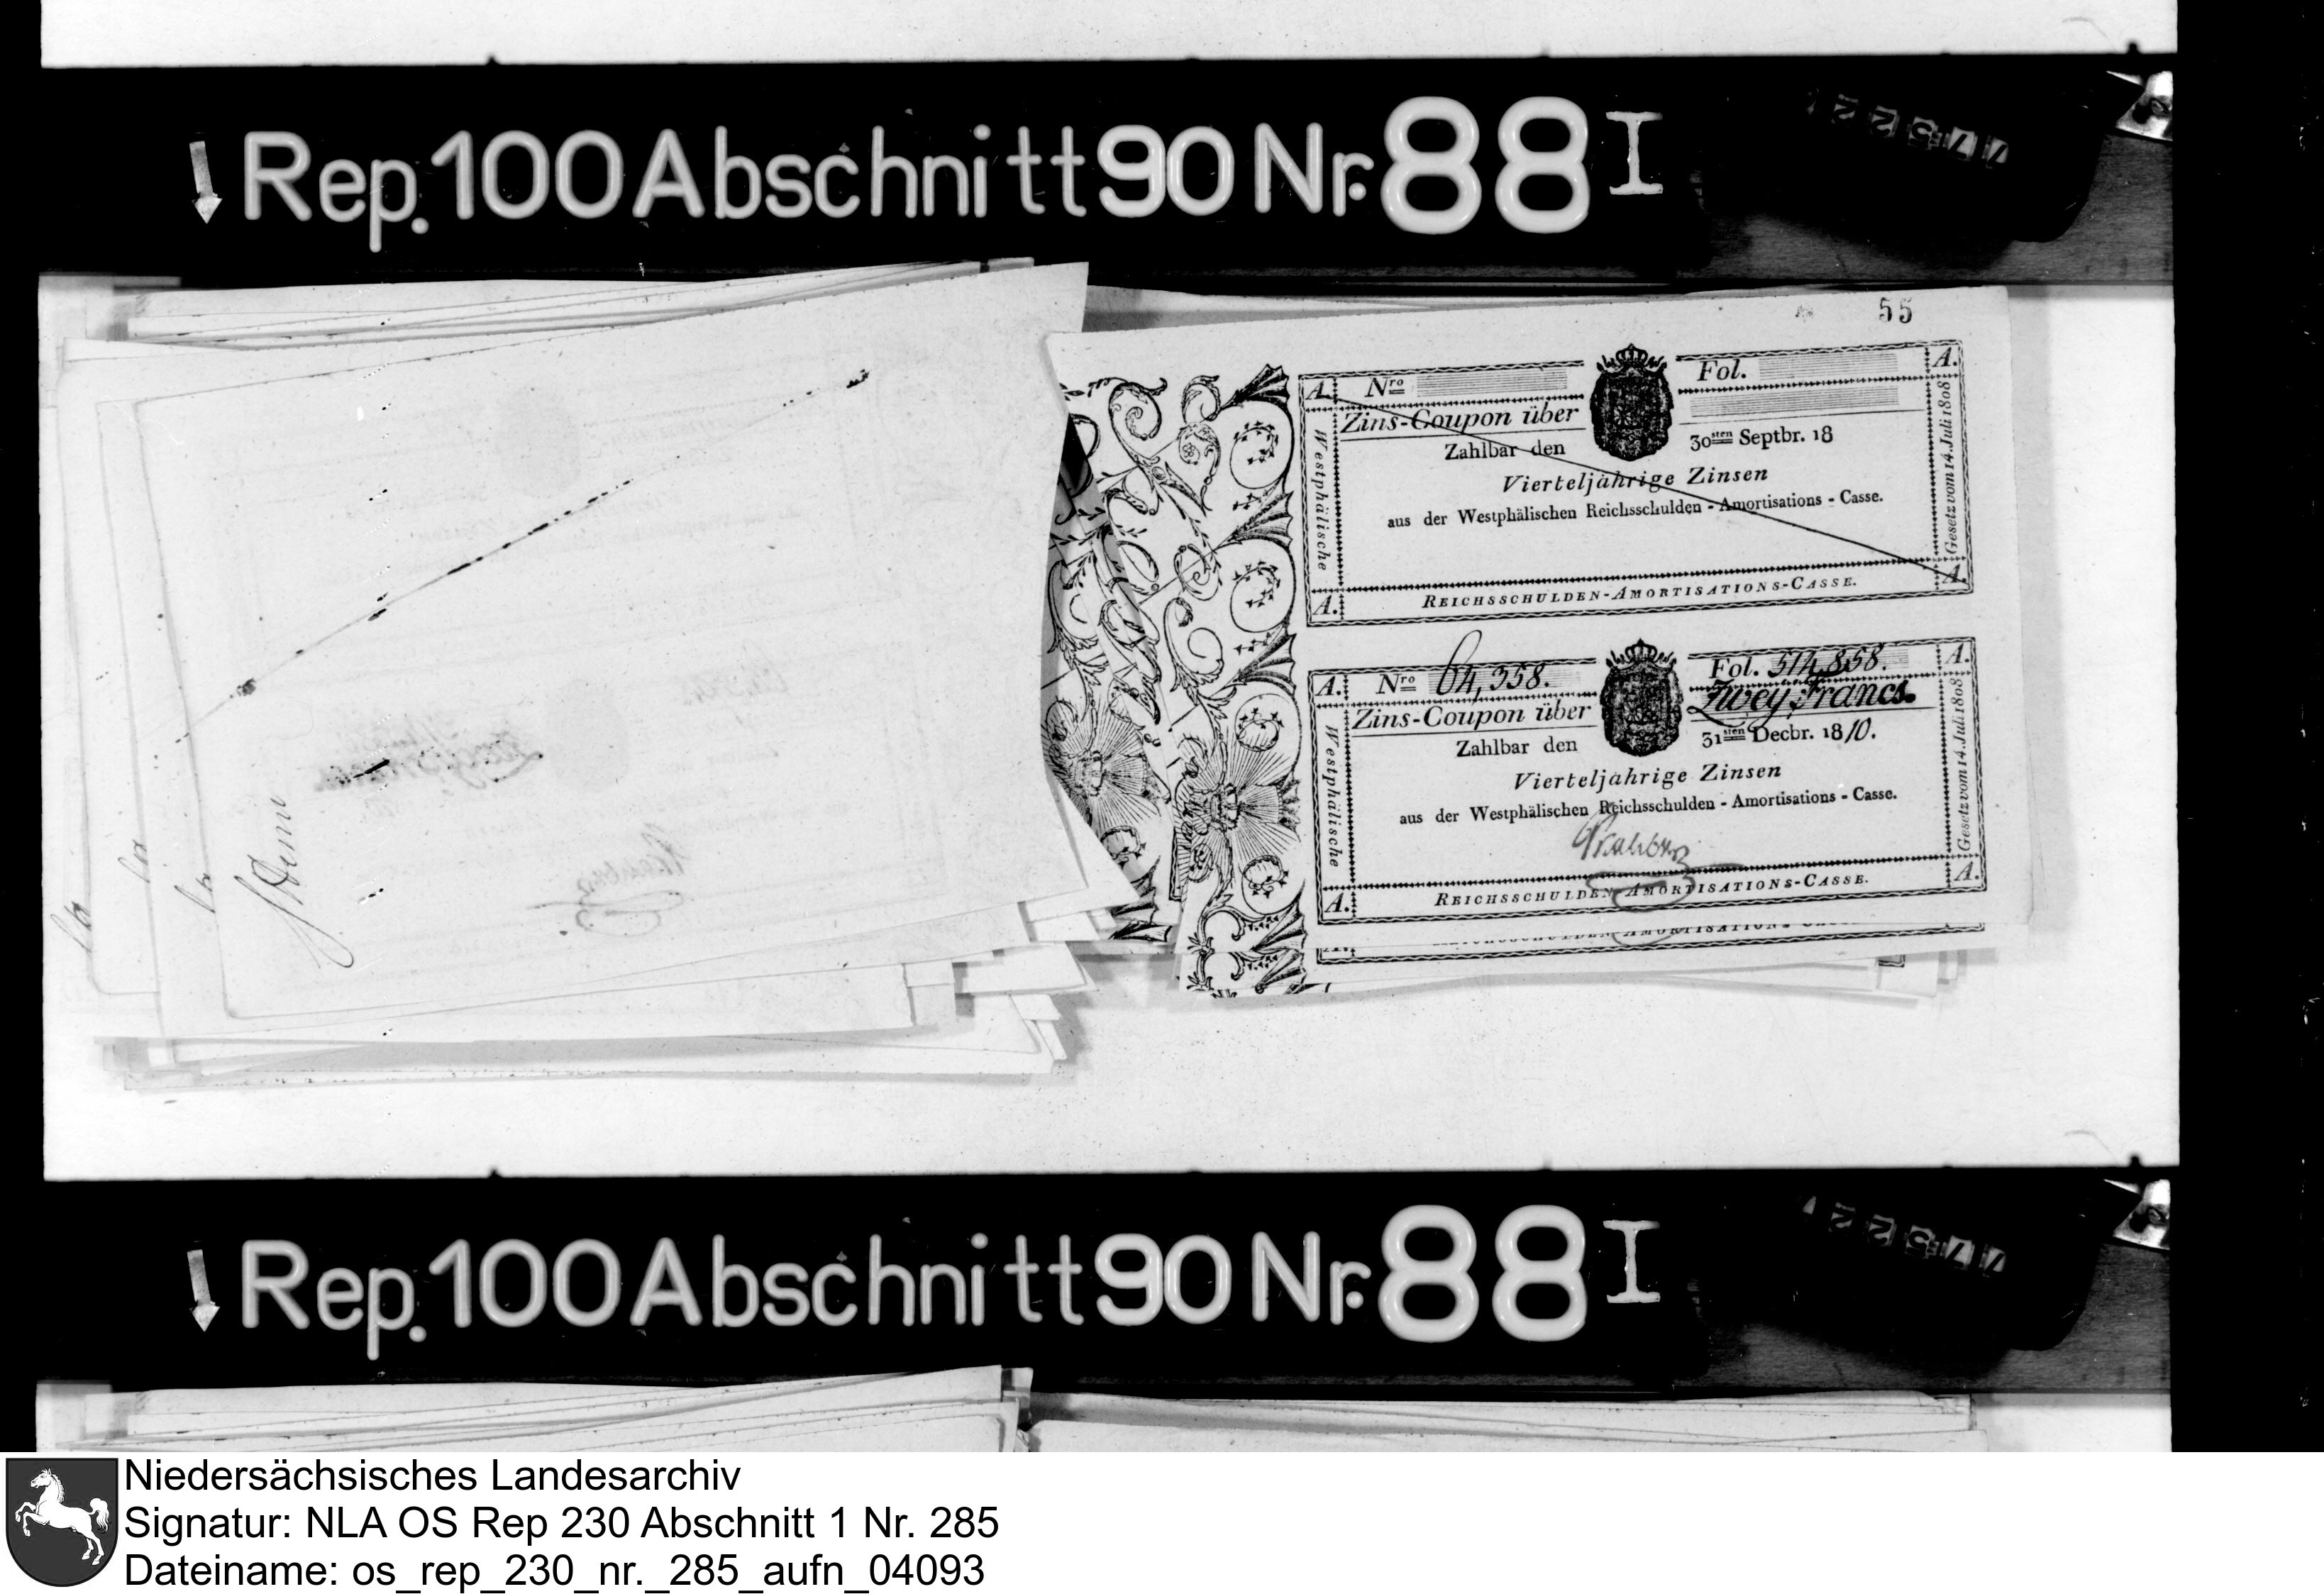 Rep. 100 Abschnitt 90 Nr. 88 I
55
A. Nro Fol. A.
Zins-Coupon über
Zahlbar den 30sten Septbr. 18
Vierteljährige Zinsen
aus der Westphälischen Reichsschulden - Amortisations - Casse.
Westphälische
Gesetz vom 14. Juli 1808
A. REICHSSCHULDEN-AMORTISATIONS-CASSE. A.
A. Nro 64,358. Fol. 514,858. A.
Zins-Coupon über Zwey Francs.
Zahlbar den 31sten Decbr. 1810.
Vierteljährige Zinsen
aus der Westphälischen Reichsschulden - Amortisations - Casse.
Westphälische
Gesetz vom 14. Juli 1808
A. REICHSSCHULDEN-AMORTISATIONS-CASSE. A.
Rep. 100 Abschnitt 90 Nr. 88 I
Niedersächsisches Landesarchiv
Signatur: NLA OS Rep 230 Abschnitt 1 Nr. 285
Dateiname: os_rep_230_nr._285_aufn_04093